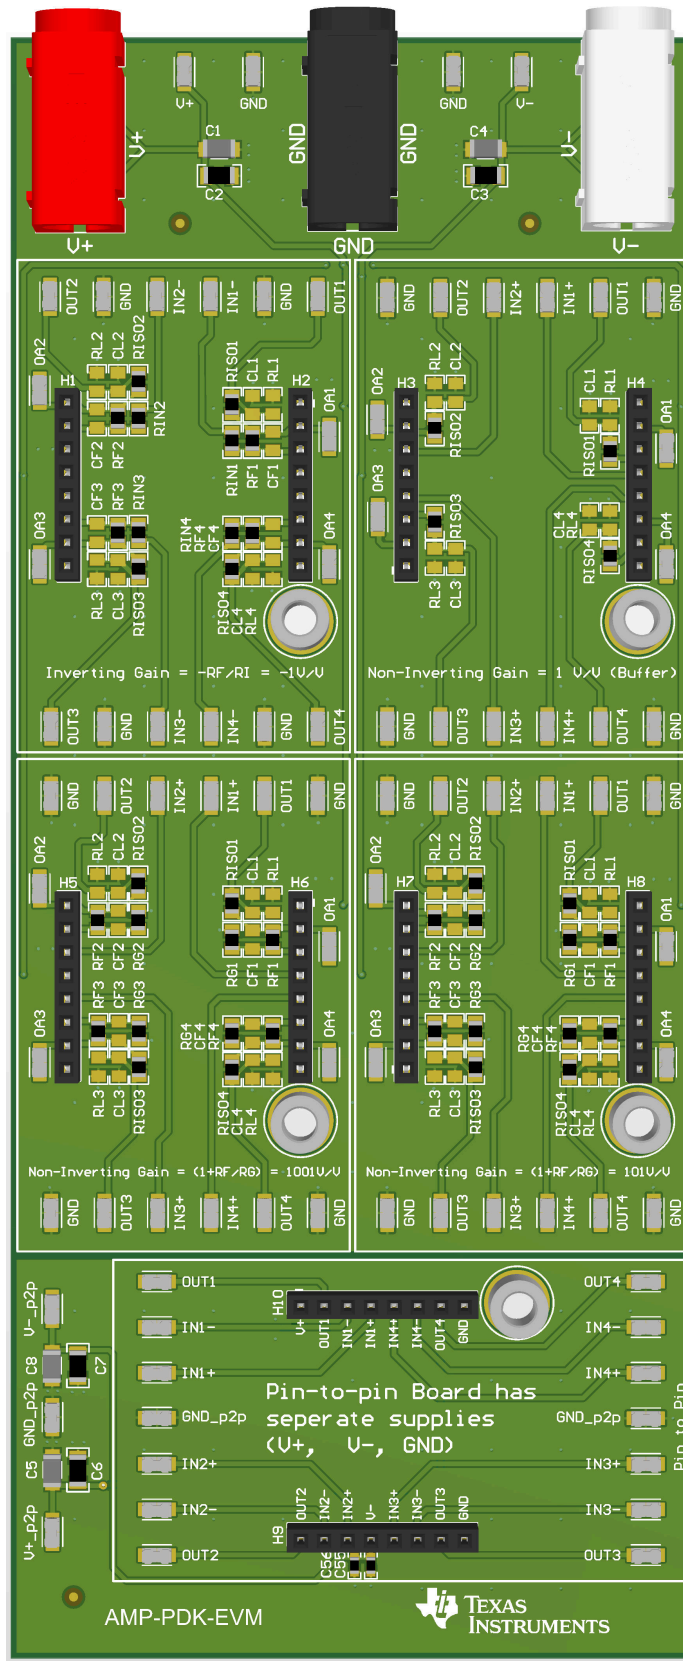 V+ GND GND V-
C1 C4
V+ GND GND V-
C2 C3
V+ GND V-
OUT2 GND IN2- IN1- GND OUT1
GND OUT2 IN2+ IN1+ OUT1 GND
OA2 RL2 CL2 RISO2 RISO1 CL1 RL1
H1 H2 OA1
CF2 RF2 RIN2 RIN1 RF1 CF1
CF3 RF3 RIN3 RIN4 RF4 CF4
OA3 OA4
RL3 CL3 RISO3 RISO4 CL4 RL4
Inverting Gain = -RF/RI = -1V/V
OUT3 GND IN3- IN4- GND OUT4
OA2 RL2 CL2 CL1 RL1
H3 H4 OA1
RISO2 RISO1
OA3 RISO3 CL4 RL4 OA4
RL3 CL3 RISO4
Non-Inverting Gain = 1 V/V (Buffer)
GND OUT3 IN3+ IN4+ OUT4 GND
GND OUT2 IN2+ IN1+ OUT1 GND
OA2 RL2 CL2 RISO2 RISO1 CL1 RL1
H5 H6 OA1
RF2 CF2 RG2 RG1 CF1 RF1
RF3 CF3 RG3 RG4 CF4 RF4
OA3 OA4
RL3 CL3 RISO3 RISO4 CL4 RL4
Non-Inverting Gain = (1+RF/RG) = 1001V/V
GND OUT3 IN3+ IN4+ OUT4 GND
GND OUT2 IN2+ IN1+ OUT1 GND
OA2 RL2 CL2 RISO2 RISO1 CL1 RL1
H7 H8 OA1
RF2 CF2 RG2 RG1 CF1 RF1
RF3 CF3 RG3 RG4 CF4 RF4
OA3 OA4
RL3 CL3 RISO3 RISO4 CL4 RL4
Non-Inverting Gain = (1+RF/RG) = 101V/V
GND OUT3 IN3+ IN4+ OUT4 GND
V-_p2p
C8 C7
GND_p2p
C5 C6
V+_p2p
OUT1 H10 OUT4
V+ OUT1 IN1- IN1+ IN4+ IN4- OUT4 GND
IN1- IN4-
IN1+ IN4+
Pin-to-pin Board has
GND_p2p seperate supplies GND_p2p
(V+, V-, GND)
Pin to Pin
IN2+ IN3+
OUT2 IN2- IN2+ V- IN3+ IN3- OUT3 GND
IN2- IN3-
H9
OUT2 C56 C55 OUT3
AMP-PDK-EVM
TEXAS
INSTRUMENTS